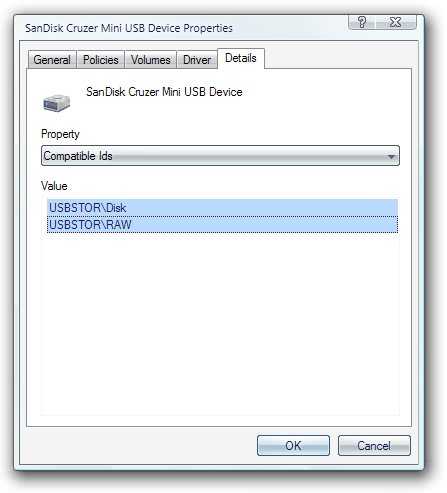 SanDisk Cruzer Mini USB Device Properties
General Policies Volumes Driver Details
SanDisk Cruzer Mini USB Device
Property
Compatible Ids
Value
USBSTOR\Disk
USBSTOR\RAW
OK Cancel